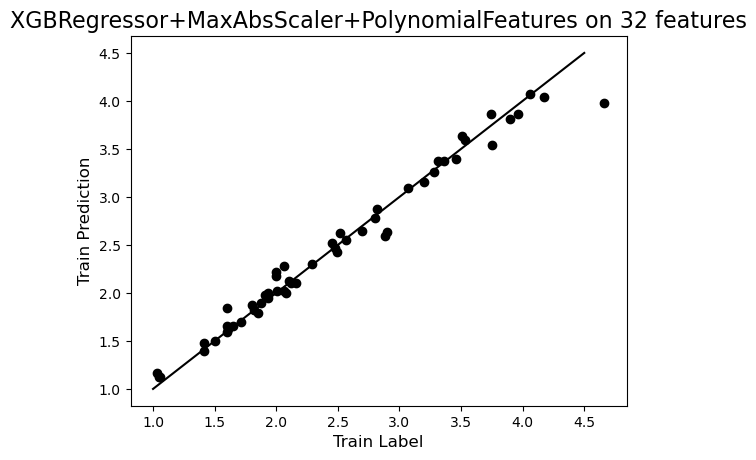 XGBRegressor+MaxAbsScaler+PolynomialFeatures on 32 features
4.5
4.0
3.5
3.0
2.5
2.0
1.5
1.0
Train Prediction
1.0 1.5 2.0 2.5 3.0 3.5 4.0 4.5
Train Label